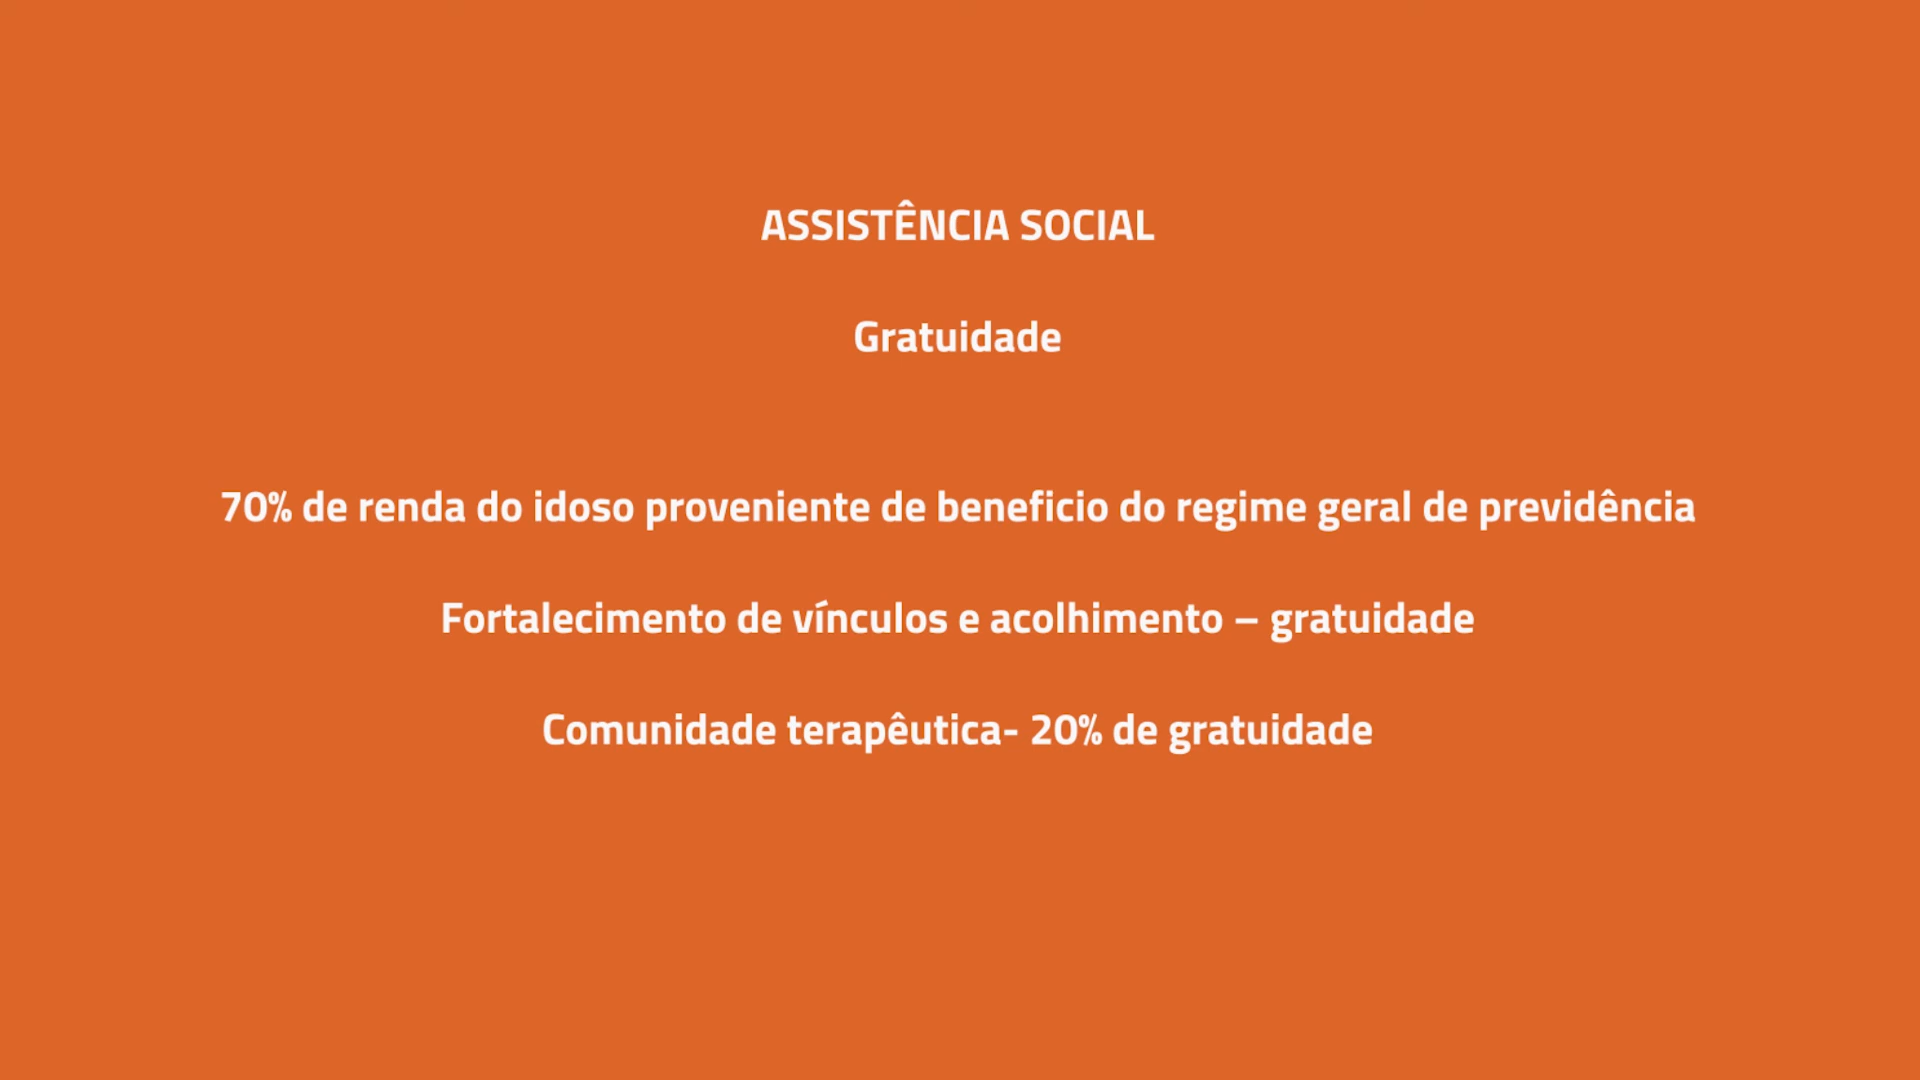 ASSISTÊNCIA SOCIAL
Gratuidade
70% de renda do idoso proveniente de beneficio do regime geral de previdência
Fortalecimento de vínculos e acolhimento – gratuidade
Comunidade terapêutica- 20% de gratuidade